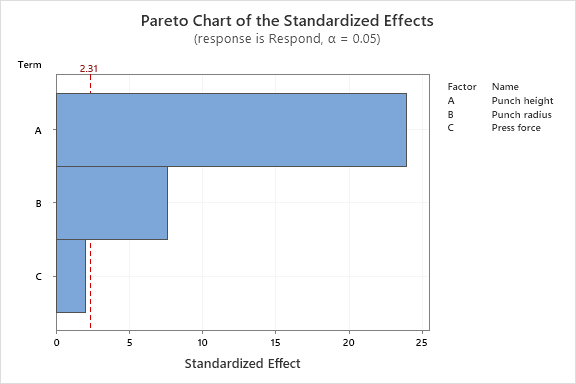 Pareto Chart of the Standardized Effects
(response is Respond, α = 0.05)
Term
2.31
Factor Name
A Punch height
B Punch radius
C Press force
A
B
C
0 5 10 15 20 25
Standardized Effect